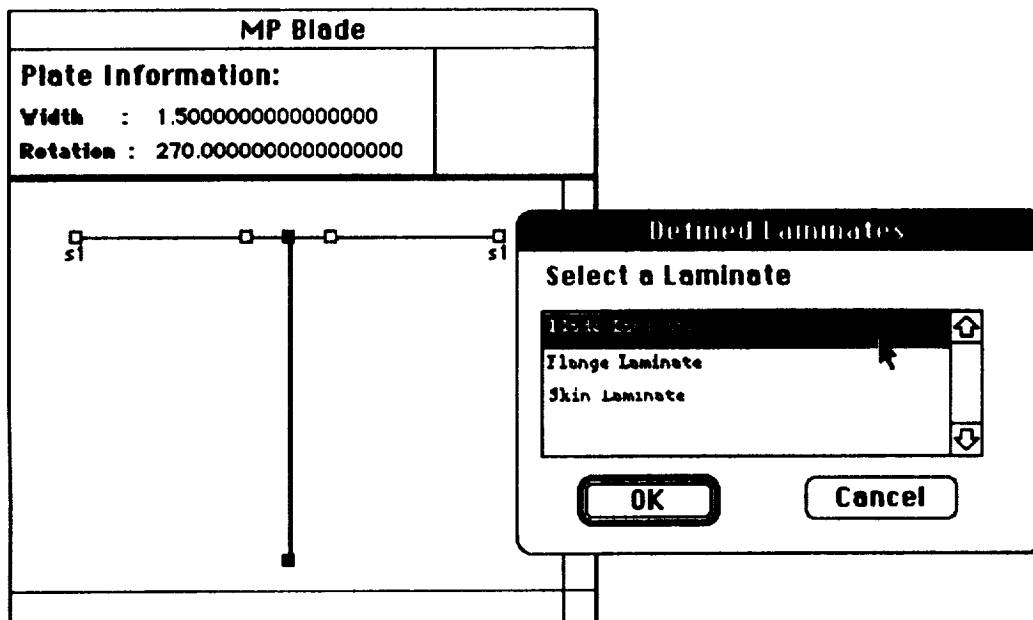 MP Blade
Plate Information:
Width : 1.5000000000000000
Rotation : 270.0000000000000000
s1
s1
Defined Laminates
Select a Laminate
Flange Laminate
Skin Laminate
OK
Cancel